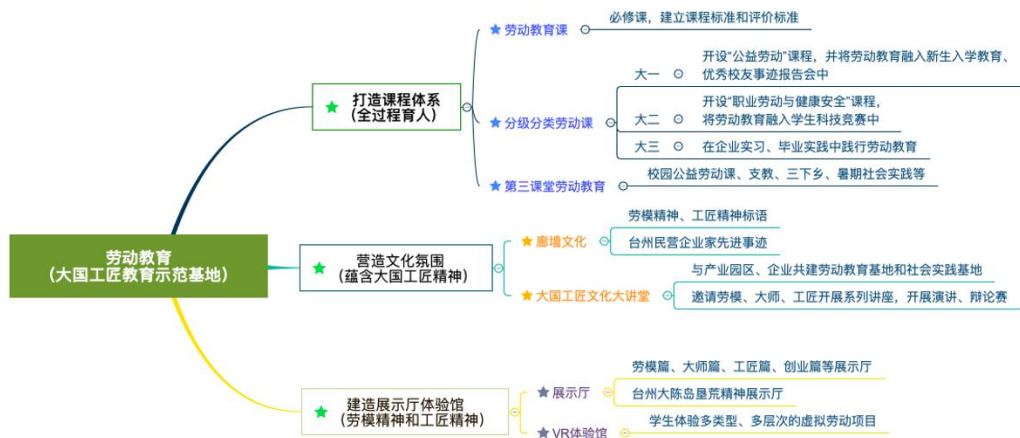 劳动教育
（大国工匠教育示范基地）
打造课程体系
（全过程育人）
劳动教育课
必修课，建立课程标准和评价标准
分级分类劳动课
大一
开设“公益劳动”课程，并将劳动教育融入新生入学教育、
优秀校友事迹报告会中
大二
开设“职业劳动与健康安全”课程，
将劳动教育融入学生科技竞赛中
大三
在企业实习、毕业实践中践行劳动教育
第三课堂劳动教育
校园公益劳动课、支教、三下乡、暑期社会实践等
营造文化氛围
（蕴含大国工匠精神）
廊墙文化
劳模精神、工匠精神标语
台州民营企业家先进事迹
大国工匠文化大讲堂
与产业园区、企业共建劳动教育基地和社会实践基地
邀请劳模、大师、工匠开展系列讲座，开展演讲、辩论赛
建造展示厅体验馆
（劳模精神和工匠精神）
展示厅
劳模篇、大师篇、工匠篇、创业篇等展示厅
台州大陈岛垦荒精神展示厅
VR体验馆
学生体验多类型、多层次的虚拟劳动项目